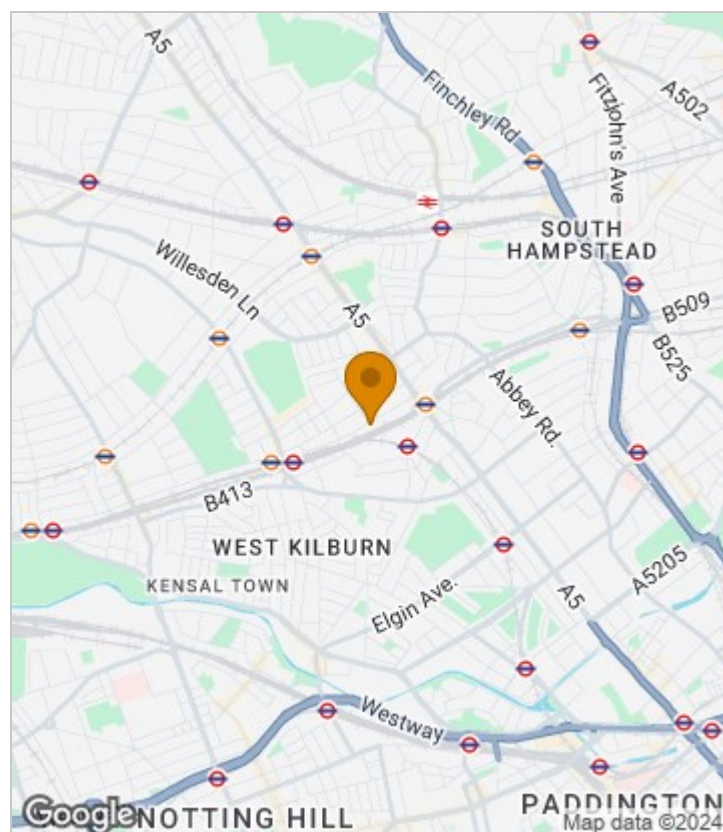 A5
A502
Finchley Rd
Fitzjohn's Ave
SOUTH
HAMPSTEAD
Willesden Ln
A5
B509
B525
Abbey Rd.
B413
WEST KILBURN
KENSAL TOWN
Elgin Ave.
A5
A5205
Westway
Google
NOTTING HILL
PADDINGTON
Map data ©2024